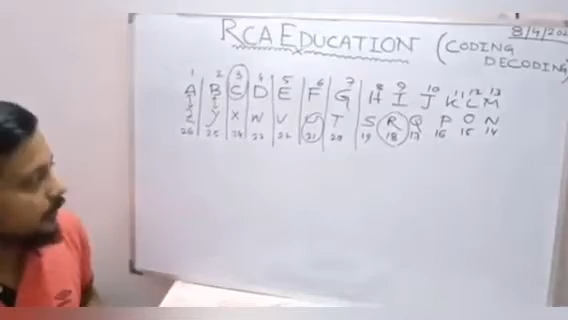 RCA EDUCATION (CODING DECODING)
8/4/202
1 2 3 4 5 6 7 8 9 10 11 12 13
A B C D E F G H I J K L M
Z Y X W V U T S R Q P O N
26 25 24 23 22 21 20 19 18 17 16 15 14